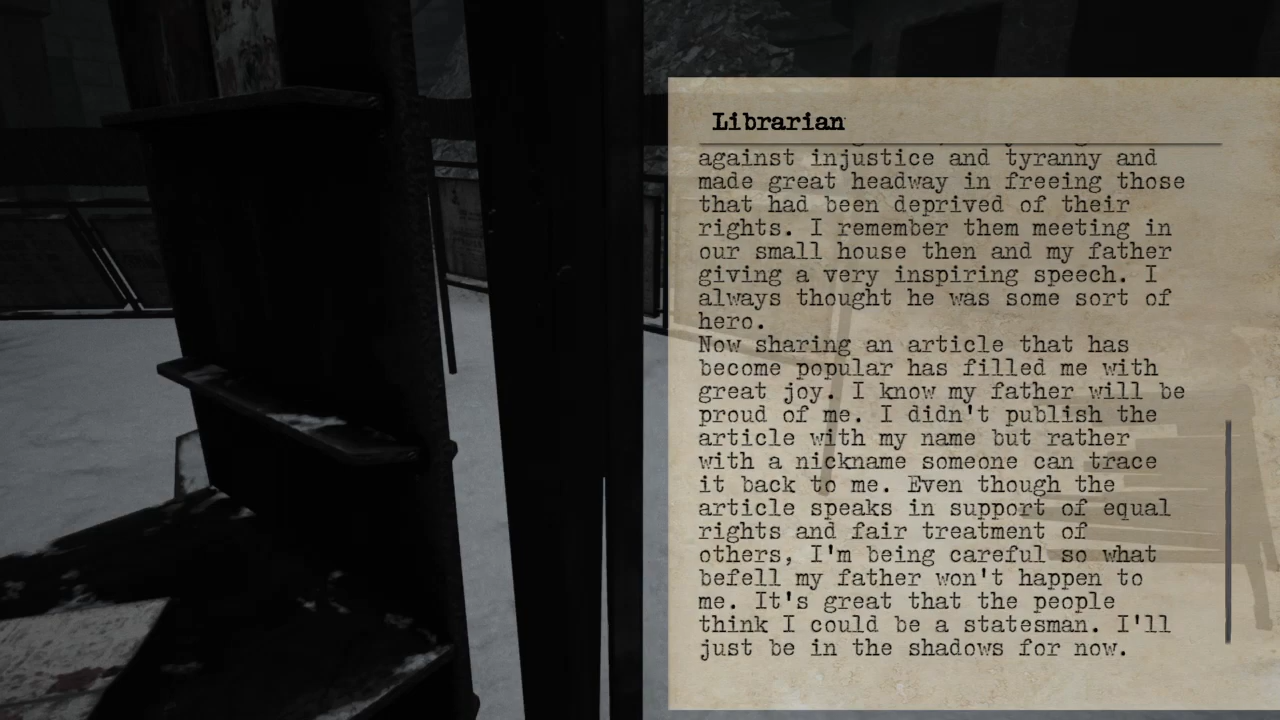 Librarian
against injustice and tyranny and
made great headway in freeing those
that had been deprived of their
rights. I remember them meeting in
our small house then and my father
giving a very inspiring speech. I
always thought he was some sort of
hero.
Now sharing an article that has
become popular has filled me with
great joy. I know my father will be
proud of me. I didn't publish the
article with my name but rather
with a nickname someone can trace
it back to me. Even though the
article speaks in support of equal
rights and fair treatment of
others, I'm being careful so what
befell my father won't happen to
me. It's great that the people
think I could be a statesman. I'll
just be in the shadows for now.